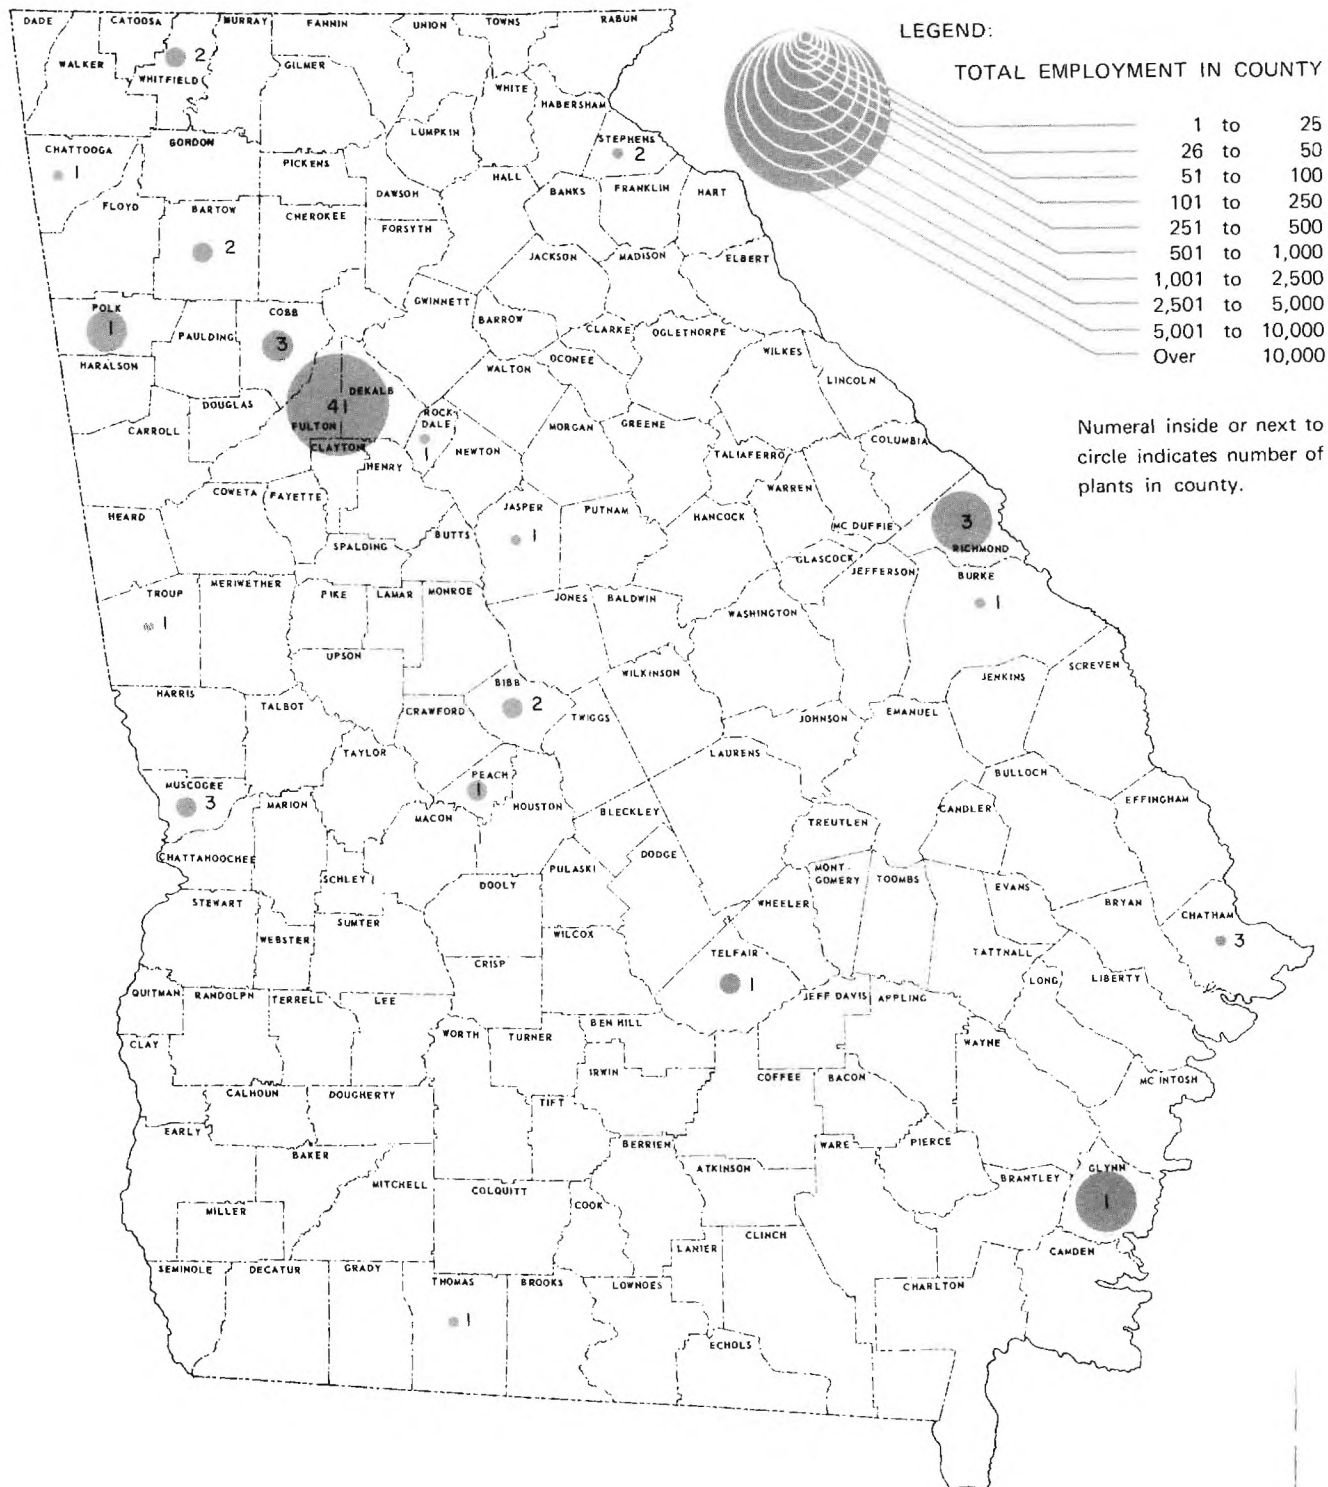 LEGEND:
TOTAL EMPLOYMENT IN COUNTY
1 to 25
26 to 50
51 to 100
101 to 250
251 to 500
501 to 1,000
1,001 to 2,500
2,501 to 5,000
5,001 to 10,000
Over 10,000
Numeral inside or next to
circle indicates number of
plants in county.
DADE
CATOOSA
MURRAY
FANNIN
UNION
TOWNS
RABUN
WALKER
2
WHITFIELD
GILMER
WHITE
HABERSHAM
LUMPKIN
STEPHENS
2
CHATTOOGA
1
GORDON
PICKENS
DAWSON
HALL
BANKS
FRANKLIN
HART
FLOYD
BARTOW
2
CHEROKEE
FORSYTH
JACKSON
MADISON
ELBERT
POLK
1
PAULDING
COBB
3
GWINNETT
BARROW
CLARKE
OGLETHORPE
OCONEE
WILKES
LINCOLN
HARALSON
DOUGLAS
DEKALB
41
FULTON
CLAYTON
WALTON
ROCK
DALE
1
CARROLL
HENRY
NEWTON
MORGAN
GREENE
TALIAFERRO
COLUMBIA
WARREN
MC DUFFIE
3
RICHMOND
HEARD
COWETA
FAYETTE
SPALDING
BUTTS
JASPER
1
PUTNAM
HANCOCK
GLASCOCK
JEFFERSON
BURKE
1
TROUP
1
MERIWETHER
PIKE
LAMAR
MONROE
JONES
BALDWIN
WASHINGTON
UPSON
HARRIS
TALBOT
CRAWFORD
BIBB
2
TWIGGS
WILKINSON
JOHNSON
EMANUEL
JENKINS
SCREVEN
MUSCOGEE
3
TAYLOR
MARION
MACON
PEACH
1
HOUSTON
BLECKLEY
LAURENS
TREUTLEN
CANDLER
BULLOCH
EFFINGHAM
CHATTAHOOCHEE
SCHLEY
DOOLY
PULASKI
DODGE
WHEELER
MONT-
GOMERY
TOOMBS
EVANS
BRYAN
CHATHAM
3
STEWART
WEBSTER
SUMTER
CRISP
WILCOX
TELFAIR
1
TATTNALL
LONG
LIBERTY
QUITMAN
RANDOLPH
TERRELL
LEE
JEFF DAVIS
APPLING
WAYNE
CLAY
WORTH
TURNER
BEN HILL
IRWIN
COFFEE
BACON
MC INTOSH
CALHOUN
DOUGHERTY
TIFT
EARLY
BAKER
BERRIEN
ATKINSON
WARE
PIERCE
BRANTLEY
GLYNN
1
MILLER
MITCHELL
COLQUITT
COOK
LANIER
CLINCH
CAMDEN
SEMINOLE
DECATUR
GRADY
THOMAS
1
BROOKS
LOWNDES
ECHOLS
CHARLTON